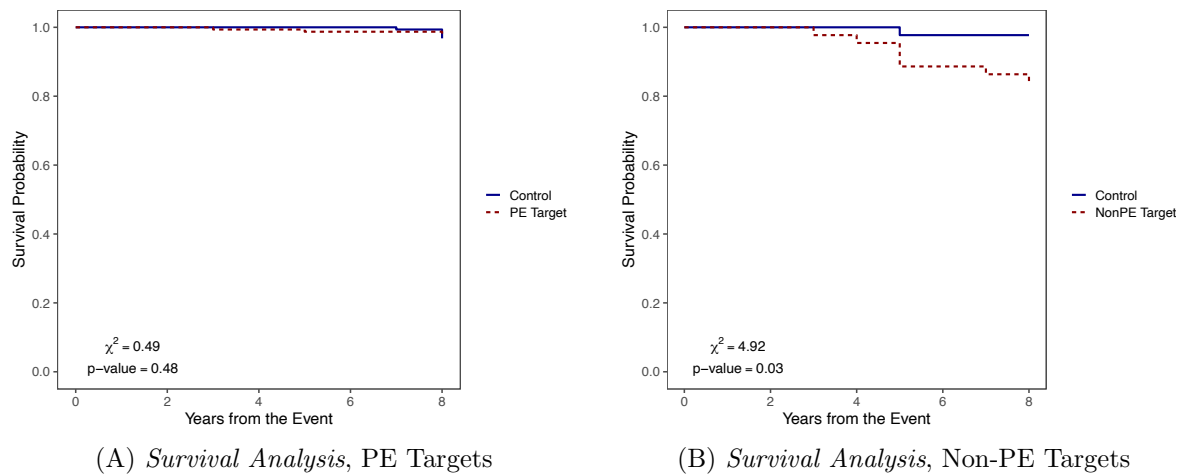 1.0
0.8
0.6
0.4
0.2
0.0
Survival Probability
χ² = 0.49
p−value = 0.48
0 2 4 6 8
Years from the Event
Control
PE Target
(A) Survival Analysis, PE Targets
1.0
0.8
0.6
0.4
0.2
0.0
Survival Probability
χ² = 4.92
p−value = 0.03
0 2 4 6 8
Years from the Event
Control
NonPE Target
(B) Survival Analysis, Non-PE Targets